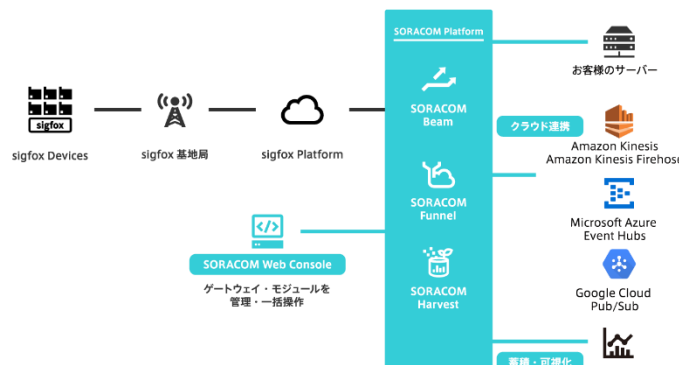 SORACOM Platform
お客様のサーバー
sigfox
SORACOM
Beam
クラウド連携
Amazon Kinesis
Amazon Kinesis Firehose
sigfox Devices
sigfox 基地局
sigfox Platform
SORACOM
Funnel
Microsoft Azure
Event Hubs
SORACOM Web Console
ゲートウェイ・モジュールを
管理・一括操作
SORACOM
Harvest
Google Cloud
Pub/Sub
蓄積・可視化